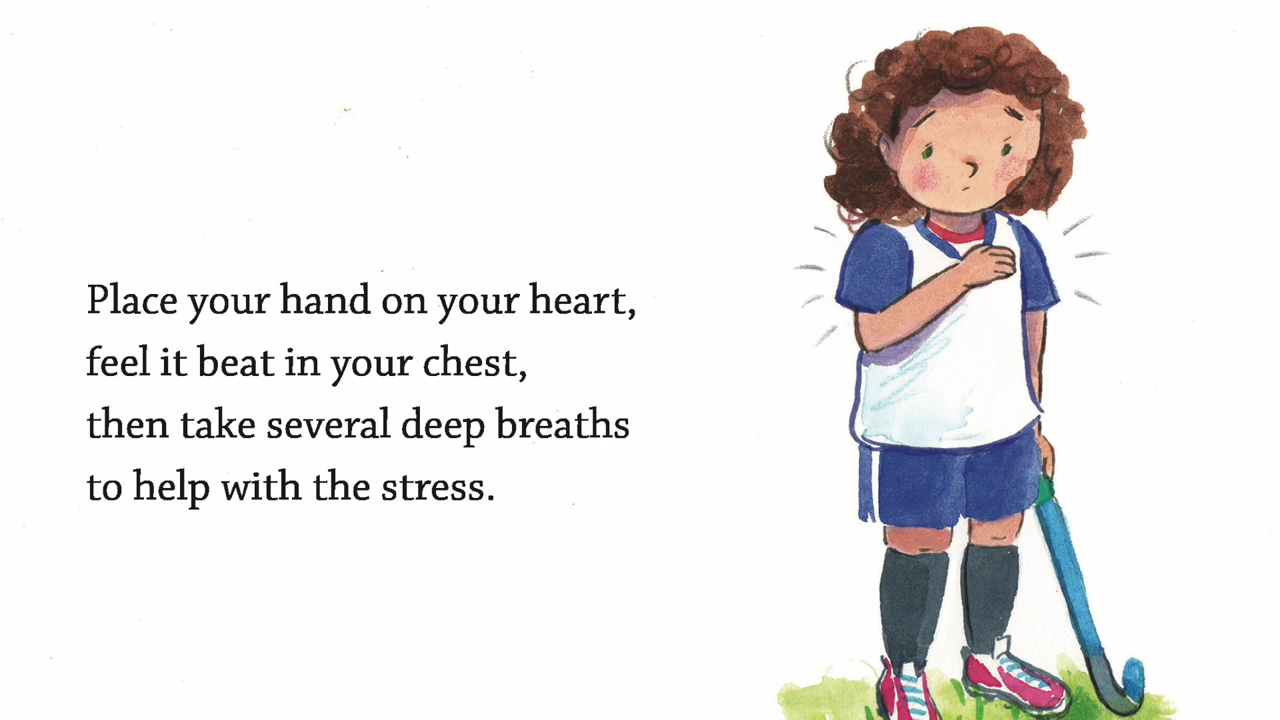 Place your hand on your heart,
feel it beat in your chest,
then take several deep breaths
to help with the stress.